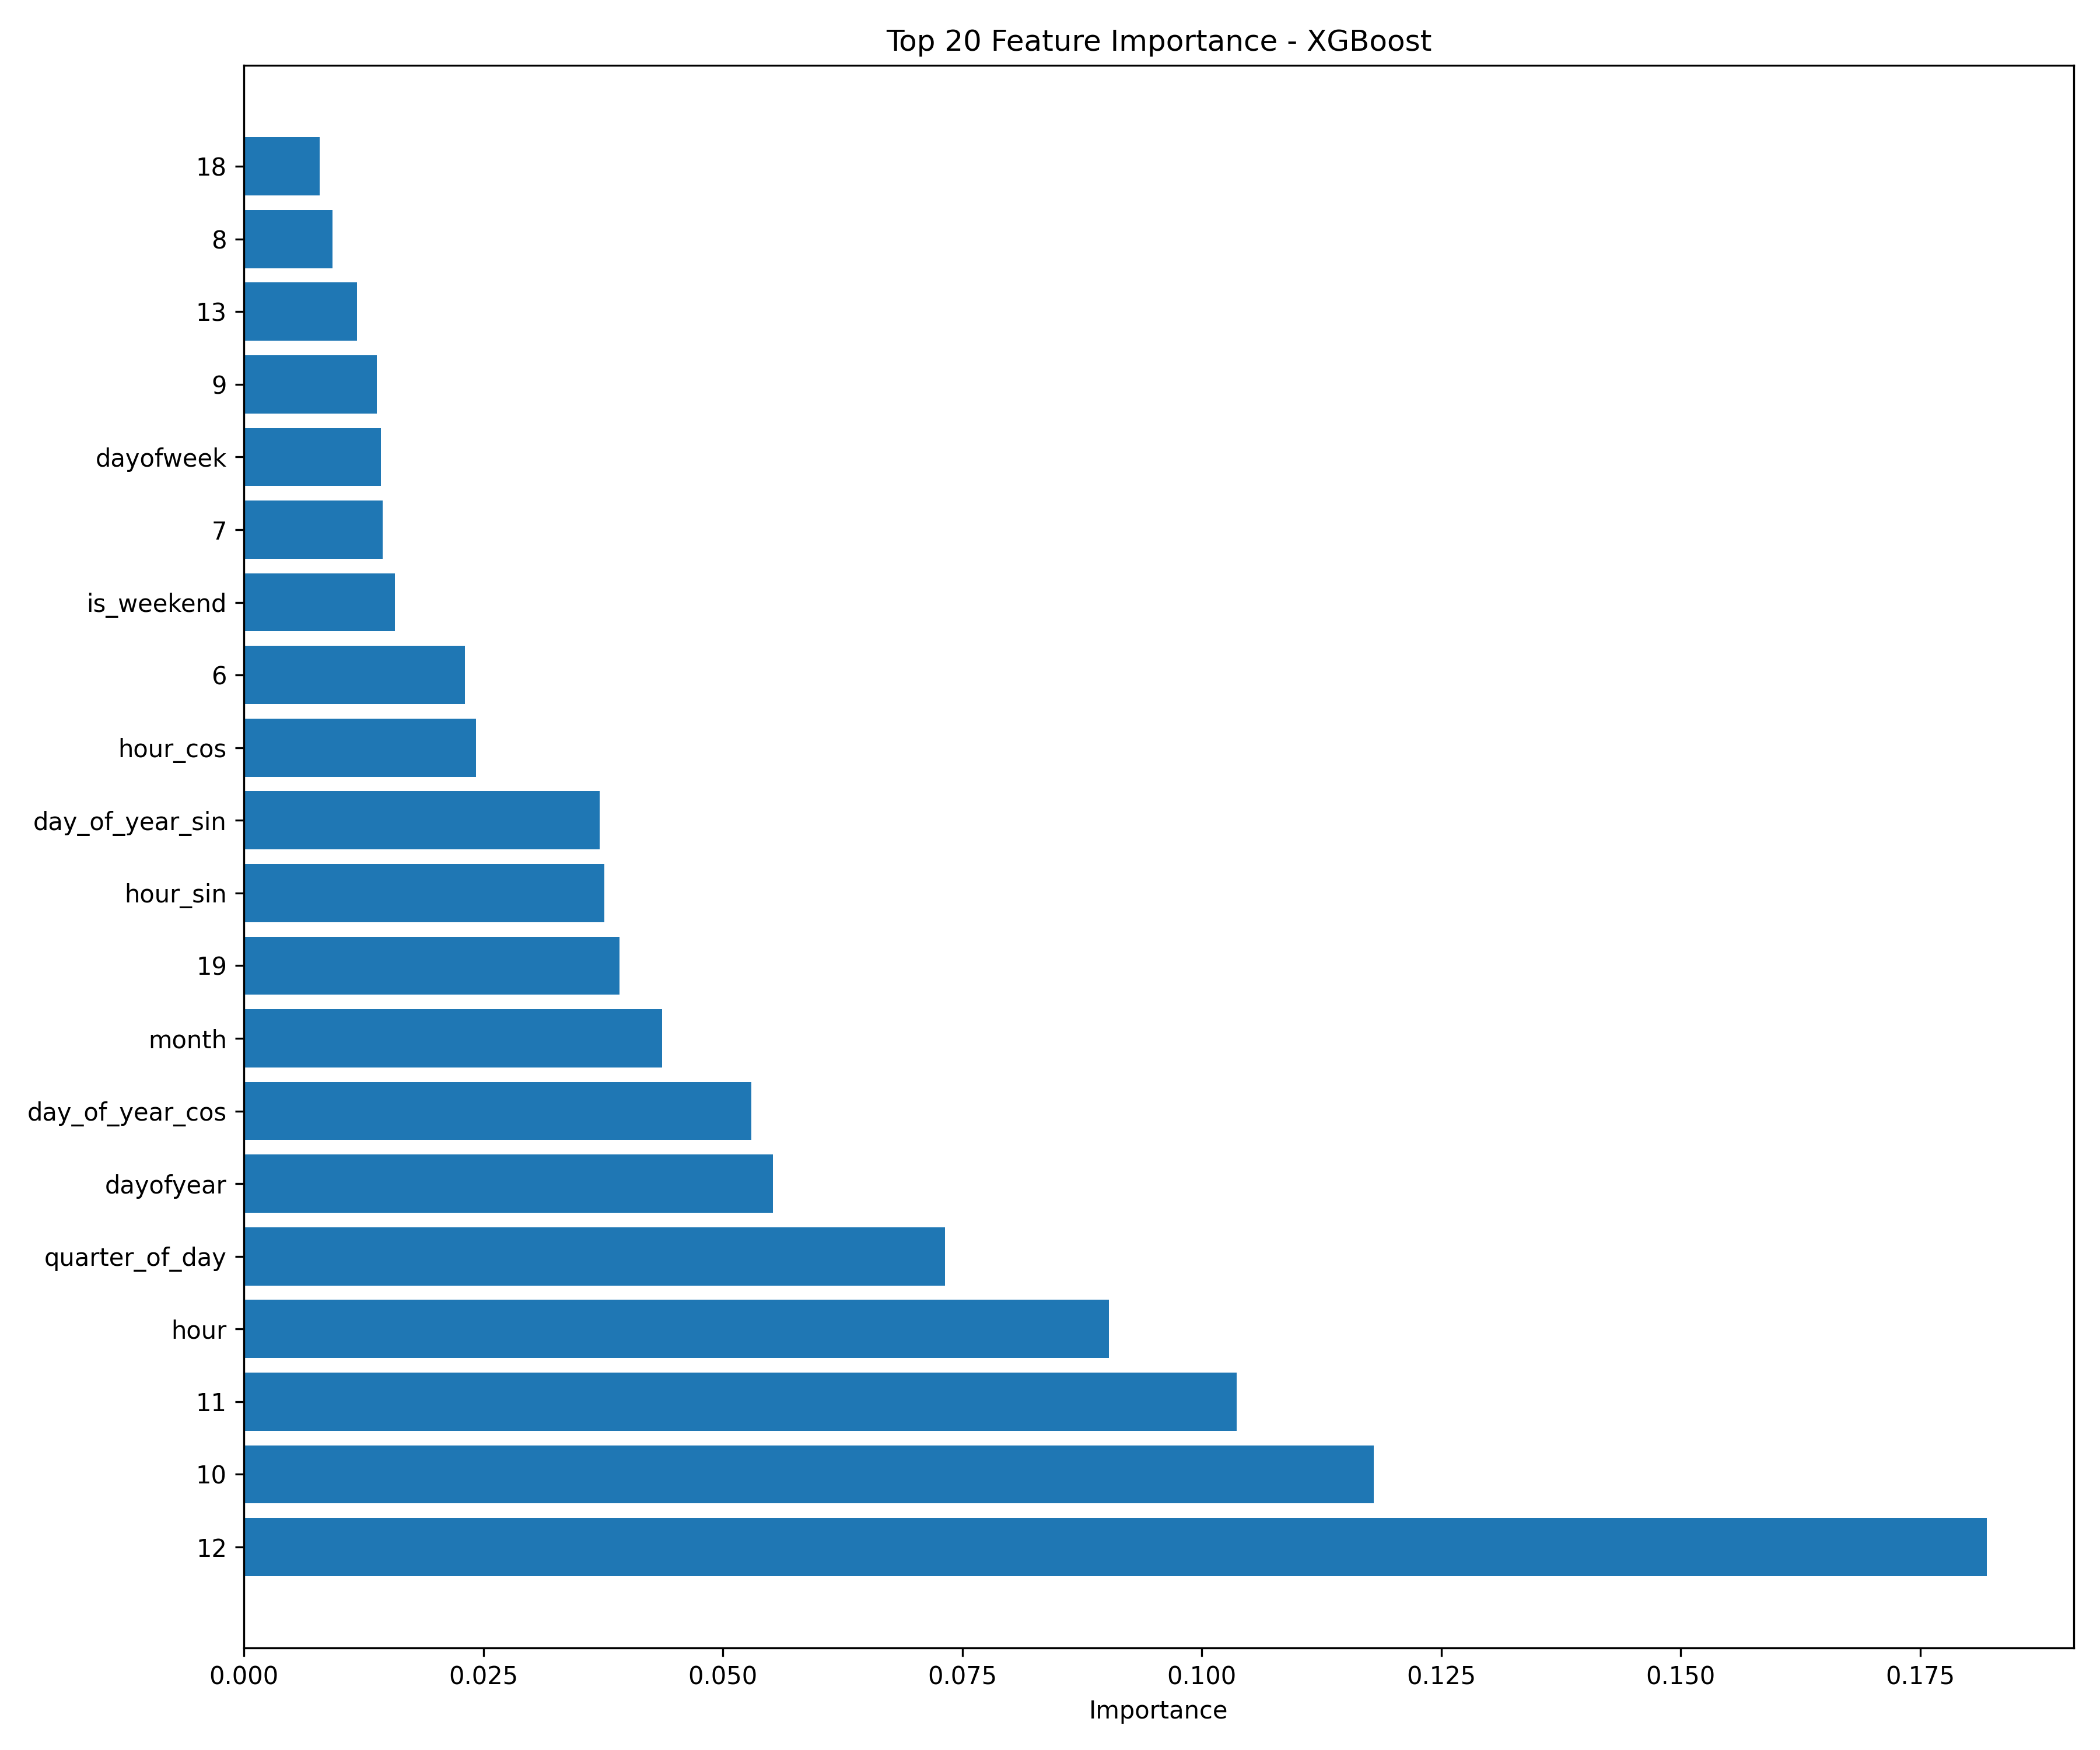 Top 20 Feature Importance - XGBoost
18
8
13
9
dayofweek
7
is_weekend
6
hour_cos
day_of_year_sin
hour_sin
19
month
day_of_year_cos
dayofyear
quarter_of_day
hour
11
10
12
0.000 0.025 0.050 0.075 0.100 0.125 0.150 0.175
Importance